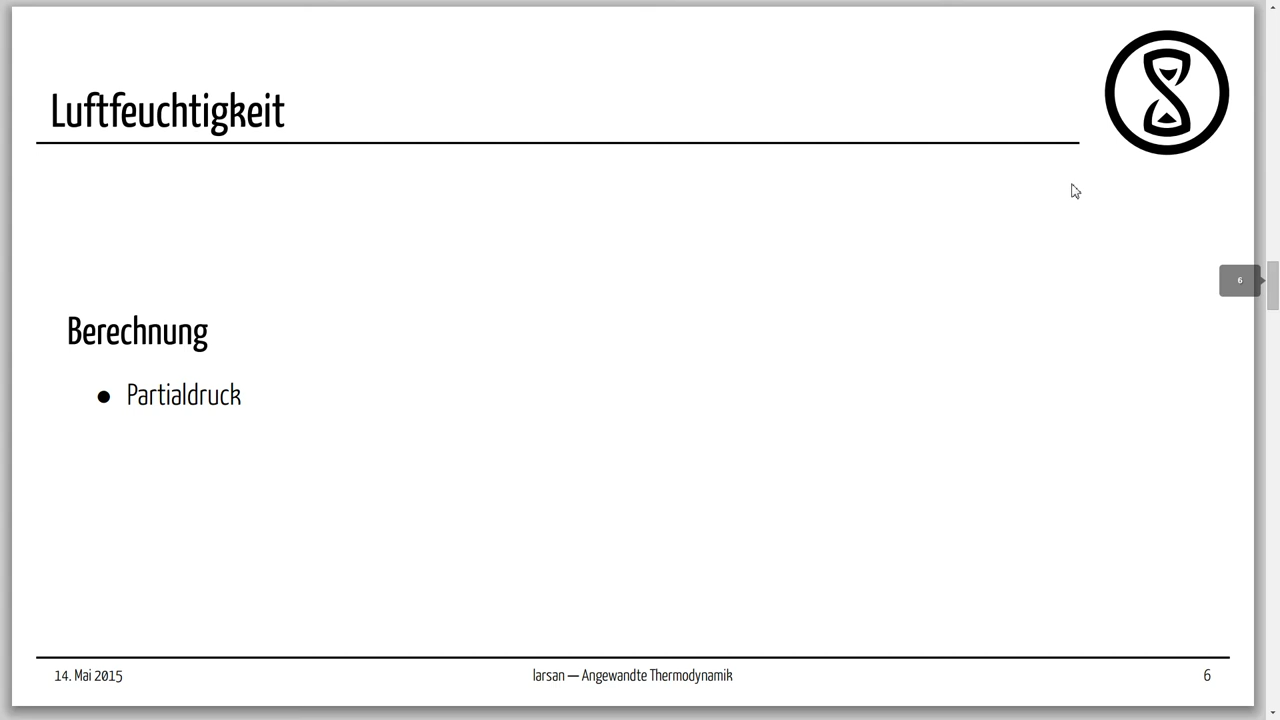 Luftfeuchtigkeit
6
Berechnung
● Partialdruck
14. Mai 2015
larsan — Angewandte Thermodynamik
6